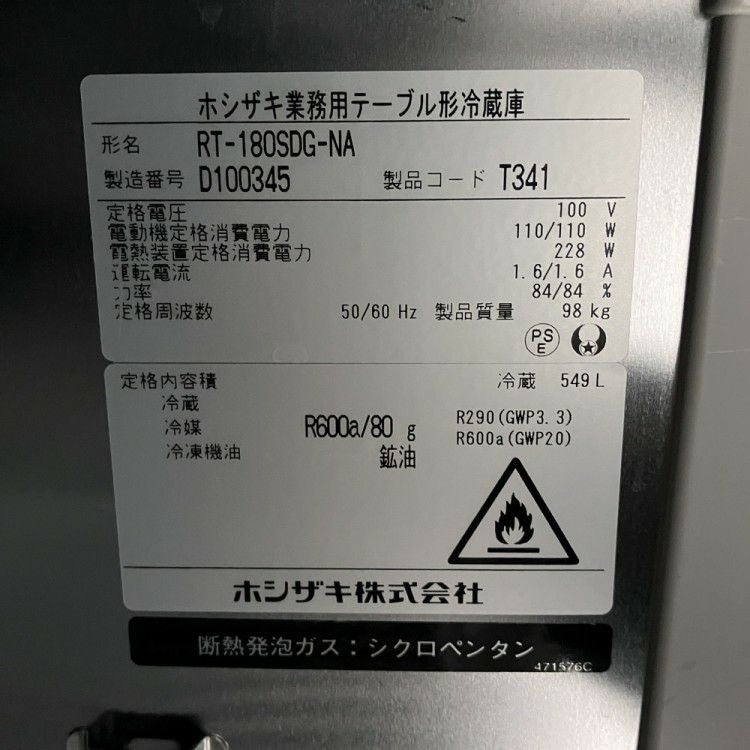 ホシザキ業務用テーブル形冷蔵庫
形名 RT-180SDG-NA
製造番号 D100345 製品コード T341
定格電圧 100 V
電動機定格消費電力 110/110 W
電熱装置定格消費電力 228 W
運転電流 1.6/1.6 A
力率 84/84 %
定格周波数 50/60 Hz 製品質量 98 kg
PS
E
定格内容積 冷蔵 549 L
冷蔵
冷媒 R600a/80 g R290(GWP3.3)
R600a(GWP20)
冷凍機油 鉱油
ホシザキ株式会社
断熱発泡ガス：シクロペンタン
471576C